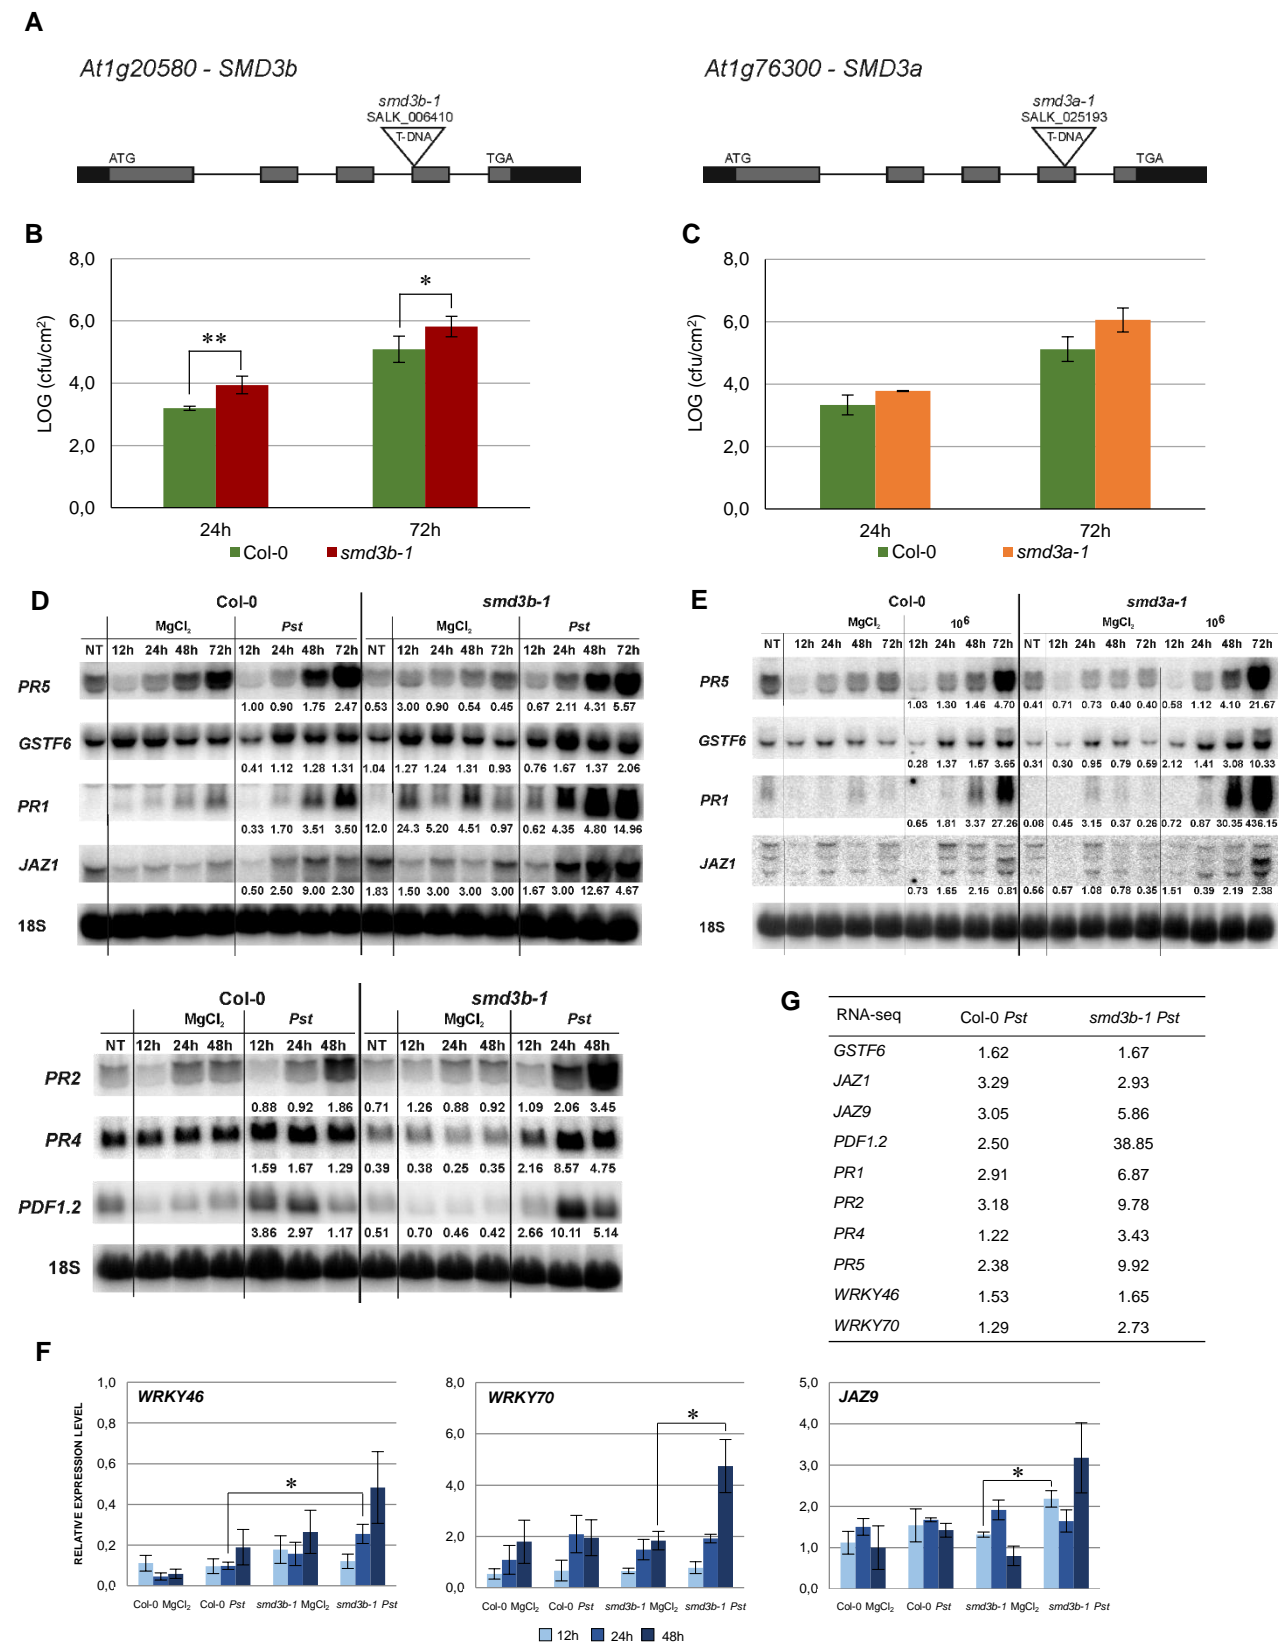 A
At1g20580 - SMD3b
At1g76300 - SMD3a
smd3b-1
SALK_006410
T-DNA
ATG
TGA
smd3a-1
SALK_025193
T-DNA
ATG
TGA
B
8,0
6,0
4,0
2,0
0,0
LOG (cfu/cm²)
**
*
24h 72h
Col-0 smd3b-1
C
8,0
6,0
4,0
2,0
0,0
LOG (cfu/cm²)
24h 72h
Col-0 smd3a-1
D
Col-0 smd3b-1
MgCl₂ Pst MgCl₂ Pst
NT 12h 24h 48h 72h 12h 24h 48h 72h NT 12h 24h 48h 72h 12h 24h 48h 72h
PR5
1.00 0.90 1.75 2.47 0.53 3.00 0.90 0.54 0.45 0.67 2.11 4.31 5.57
GSTF6
0.41 1.12 1.28 1.31 1.04 1.27 1.24 1.31 0.93 0.76 1.67 1.37 2.06
PR1
0.33 1.70 3.51 3.50 12.0 24.3 5.20 4.51 0.97 0.62 4.35 4.80 14.96
JAZ1
0.50 2.50 9.00 2.30 1.83 1.50 3.00 3.00 3.00 1.67 3.00 12.67 4.67
18S
E
Col-0 smd3a-1
MgCl₂ 10⁶ MgCl₂ 10⁶
NT 12h 24h 48h 72h 12h 24h 48h 72h NT 12h 24h 48h 72h 12h 24h 48h 72h
PR5
1.03 1.30 1.46 4.70 0.41 0.71 0.73 0.40 0.40 0.58 1.12 4.10 21.67
GSTF6
0.28 1.37 1.57 3.65 0.31 0.30 0.95 0.79 0.59 2.12 1.41 3.08 10.33
PR1
0.65 1.81 3.37 27.26 0.08 0.45 3.15 0.37 0.26 0.72 0.87 30.35 436.15
JAZ1
0.73 1.65 2.15 0.81 0.56 0.57 1.08 0.78 0.35 1.51 0.39 2.19 2.38
18S
Col-0 smd3b-1
MgCl₂ Pst MgCl₂ Pst
NT 12h 24h 48h 12h 24h 48h NT 12h 24h 48h 12h 24h 48h
PR2
0.88 0.92 1.86 0.71 1.26 0.88 0.92 1.09 2.06 3.45
PR4
1.59 1.67 1.29 0.39 0.38 0.25 0.35 2.16 8.57 4.75
PDF1.2
3.86 2.97 1.17 0.51 0.70 0.46 0.42 2.66 10.11 5.14
18S
G
RNA-seq Col-0 Pst smd3b-1 Pst
GSTF6 1.62 1.67
JAZ1 3.29 2.93
JAZ9 3.05 5.86
PDF1.2 2.50 38.85
PR1 2.91 6.87
PR2 3.18 9.78
PR4 1.22 3.43
PR5 2.38 9.92
WRKY46 1.53 1.65
WRKY70 1.29 2.73
F
RELATIVE EXPRESSION LEVEL
1,0
0,8
0,6
0,4
0,2
0,0
WRKY46
*
Col-0 MgCl₂ Col-0 Pst smd3b-1 MgCl₂ smd3b-1 Pst
8,0
6,0
4,0
2,0
0,0
WRKY70
*
Col-0 MgCl₂ Col-0 Pst smd3b-1 MgCl₂ smd3b-1 Pst
5,0
4,0
3,0
2,0
1,0
0,0
JAZ9
*
Col-0 MgCl₂ Col-0 Pst smd3b-1 MgCl₂ smd3b-1 Pst
12h 24h 48h